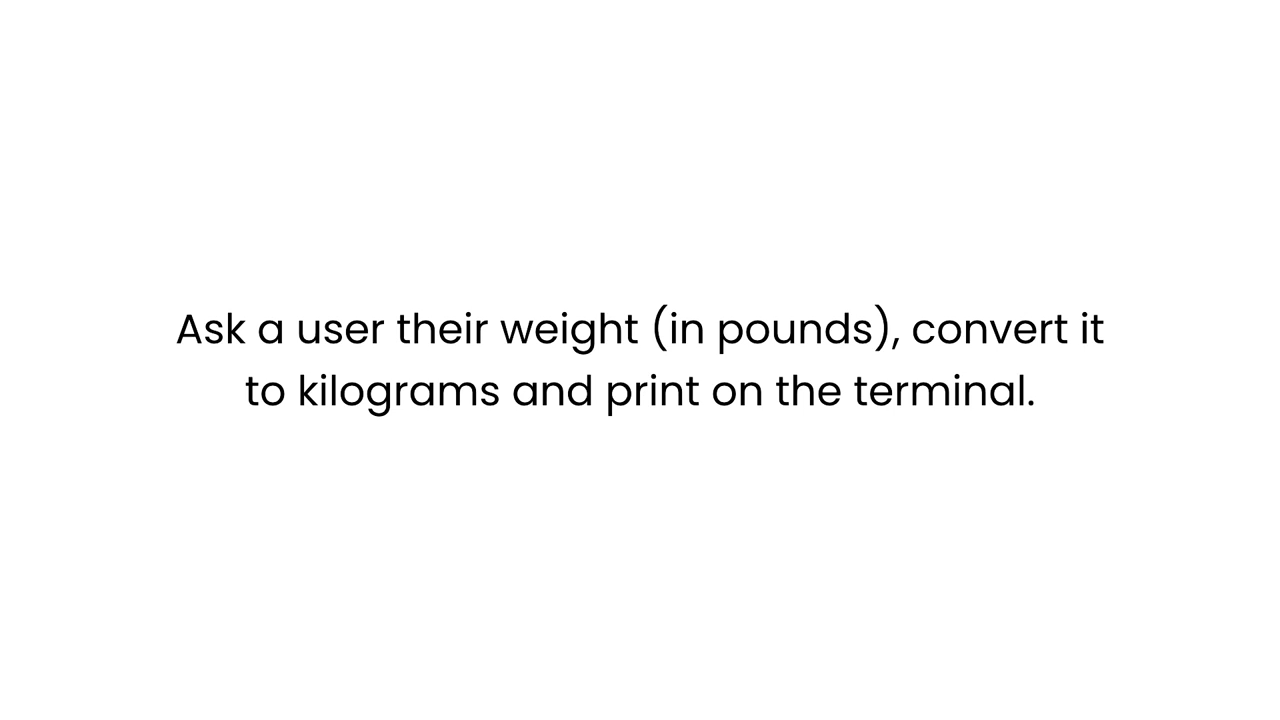 Ask a user their weight (in pounds), convert it
to kilograms and print on the terminal.